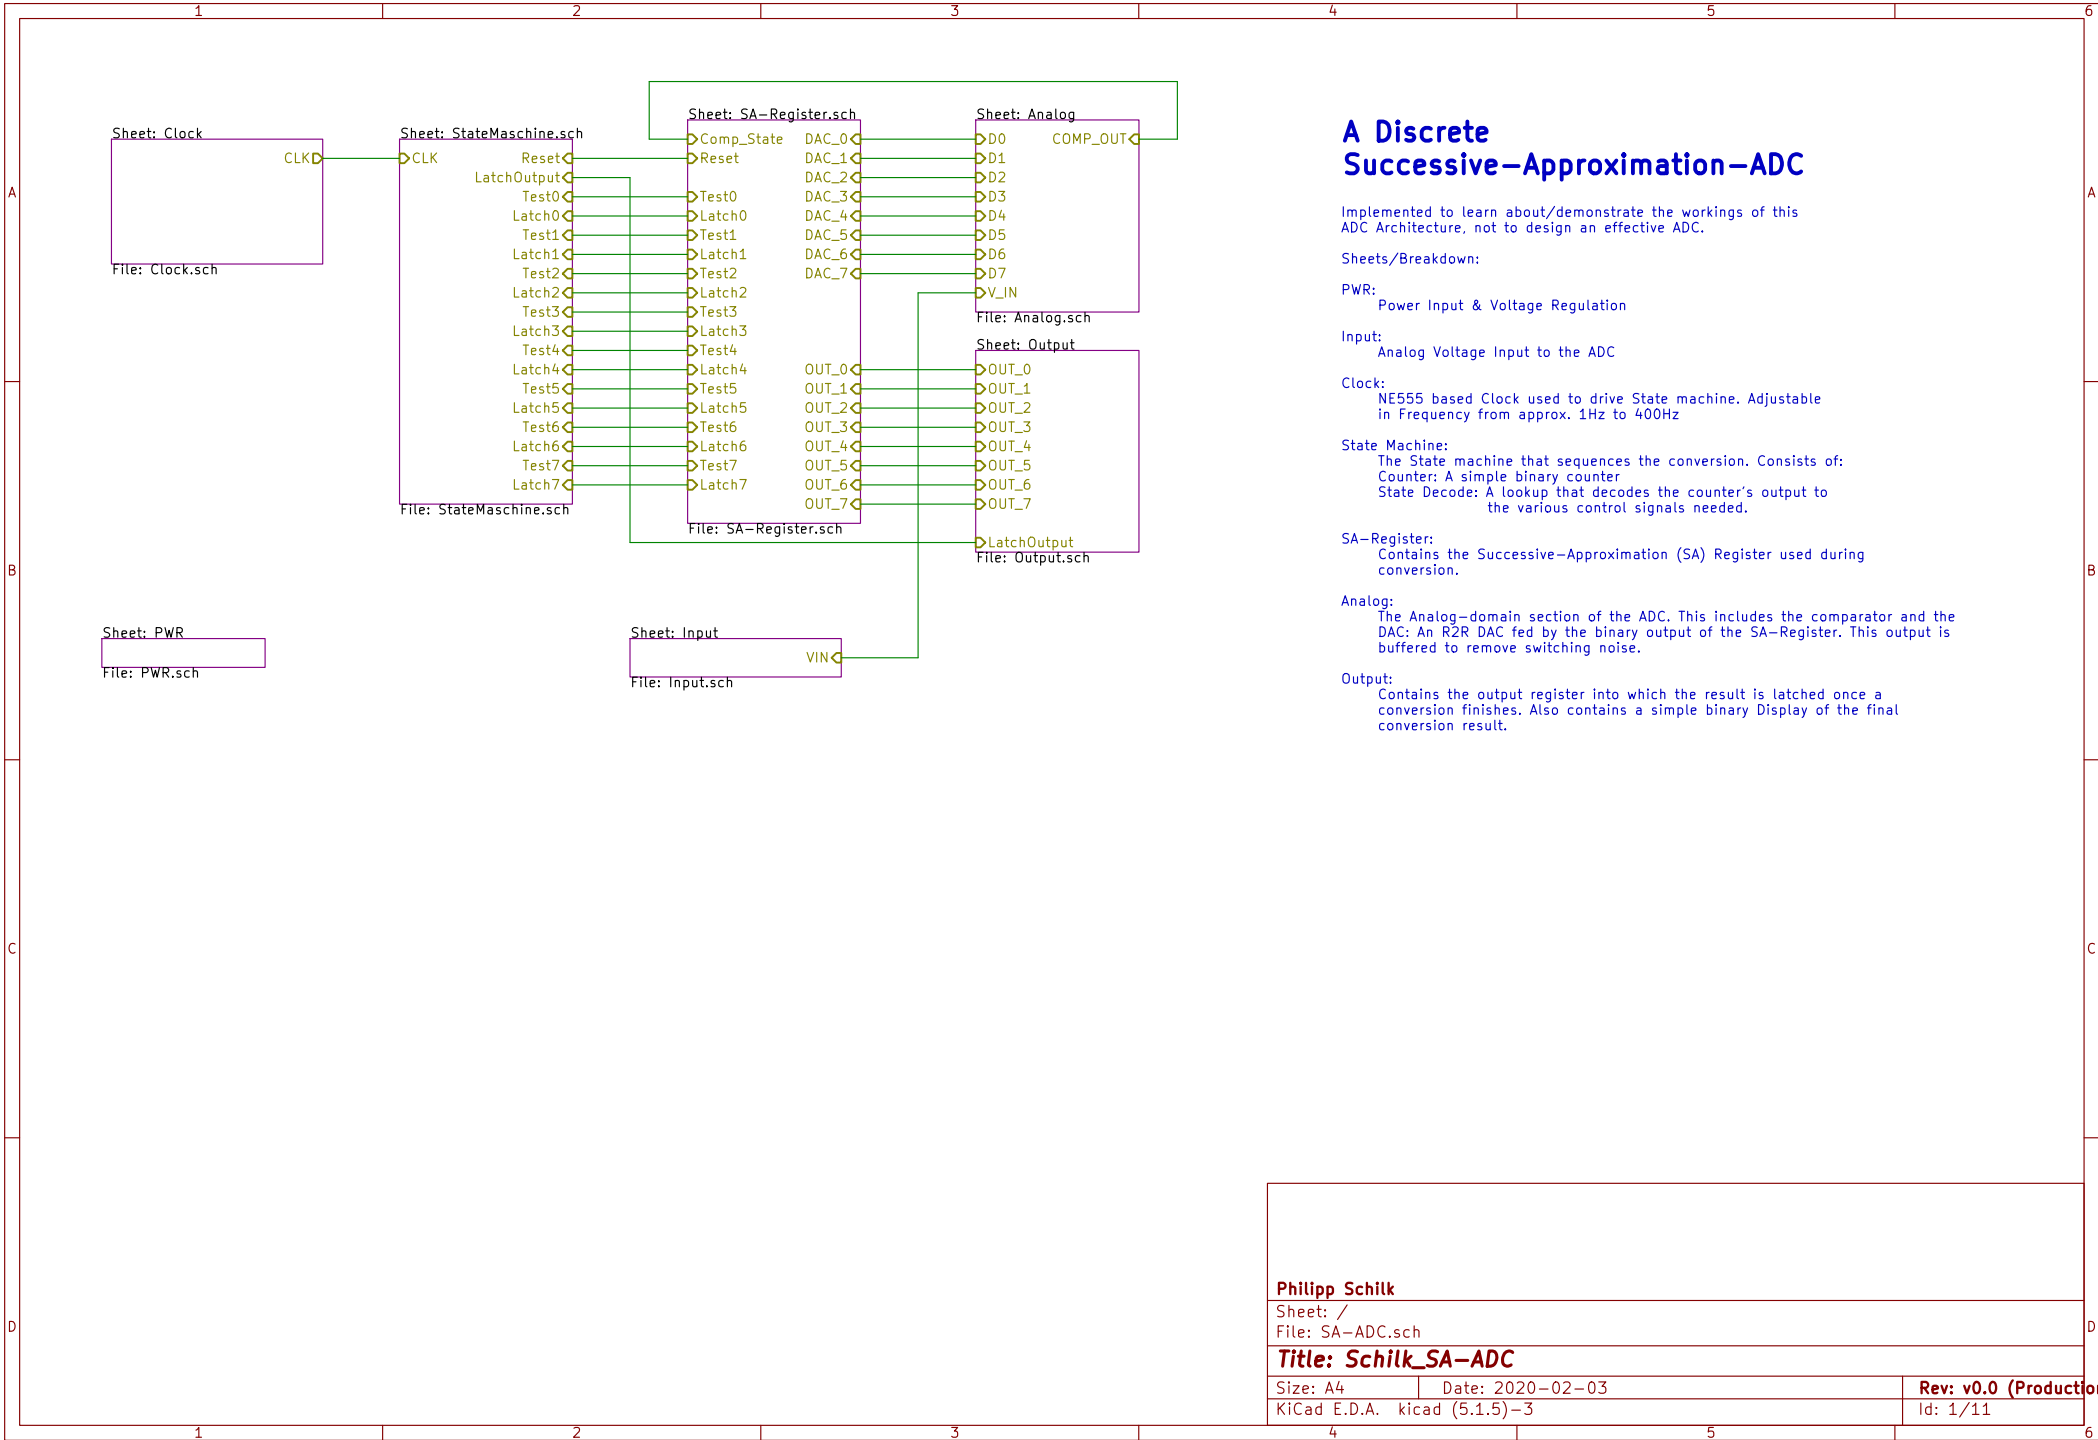 1 2 3 4 5 6
Sheet: Clock
CLK
File: Clock.sch
Sheet: StateMaschine.sch
CLK
Reset
LatchOutput
Test0
Latch0
Test1
Latch1
Test2
Latch2
Test3
Latch3
Test4
Latch4
Test5
Latch5
Test6
Latch6
Test7
Latch7
File: StateMaschine.sch
Sheet: SA-Register.sch
Comp_State
Reset
Test0
Latch0
Test1
Latch1
Test2
Latch2
Test3
Latch3
Test4
Latch4
Test5
Latch5
Test6
Latch6
Test7
Latch7
DAC_0
DAC_1
DAC_2
DAC_3
DAC_4
DAC_5
DAC_6
DAC_7
OUT_0
OUT_1
OUT_2
OUT_3
OUT_4
OUT_5
OUT_6
OUT_7
File: SA-Register.sch
Sheet: Analog
D0
D1
D2
D3
D4
D5
D6
D7
V_IN
COMP_OUT
File: Analog.sch
Sheet: Output
OUT_0
OUT_1
OUT_2
OUT_3
OUT_4
OUT_5
OUT_6
OUT_7
LatchOutput
File: Output.sch
Sheet: PWR
File: PWR.sch
Sheet: Input
VIN
File: Input.sch
A Discrete
Successive-Approximation-ADC
Implemented to learn about/demonstrate the workings of this
ADC Architecture, not to design an effective ADC.
Sheets/Breakdown:
PWR:
Power Input & Voltage Regulation
Input:
Analog Voltage Input to the ADC
Clock:
NE555 based Clock used to drive State machine. Adjustable
in Frequency from approx. 1Hz to 400Hz
State Machine:
The State machine that sequences the conversion. Consists of:
Counter: A simple binary counter
State Decode: A lookup that decodes the counter's output to
the various control signals needed.
SA-Register:
Contains the Successive-Approximation (SA) Register used during
conversion.
Analog:
The Analog-domain section of the ADC. This includes the comparator and the
DAC: An R2R DAC fed by the binary output of the SA-Register. This output is
buffered to remove switching noise.
Output:
Contains the output register into which the result is latched once a
conversion finishes. Also contains a simple binary Display of the final
conversion result.
A A
B B
C C
D D
Philipp Schilk
Sheet: /
File: SA-ADC.sch
Title: Schilk_SA-ADC
Size: A4 Date: 2020-02-03 Rev: v0.0 (Productio
KiCad E.D.A. kicad (5.1.5)-3 Id: 1/11
1 2 3 4 5 6